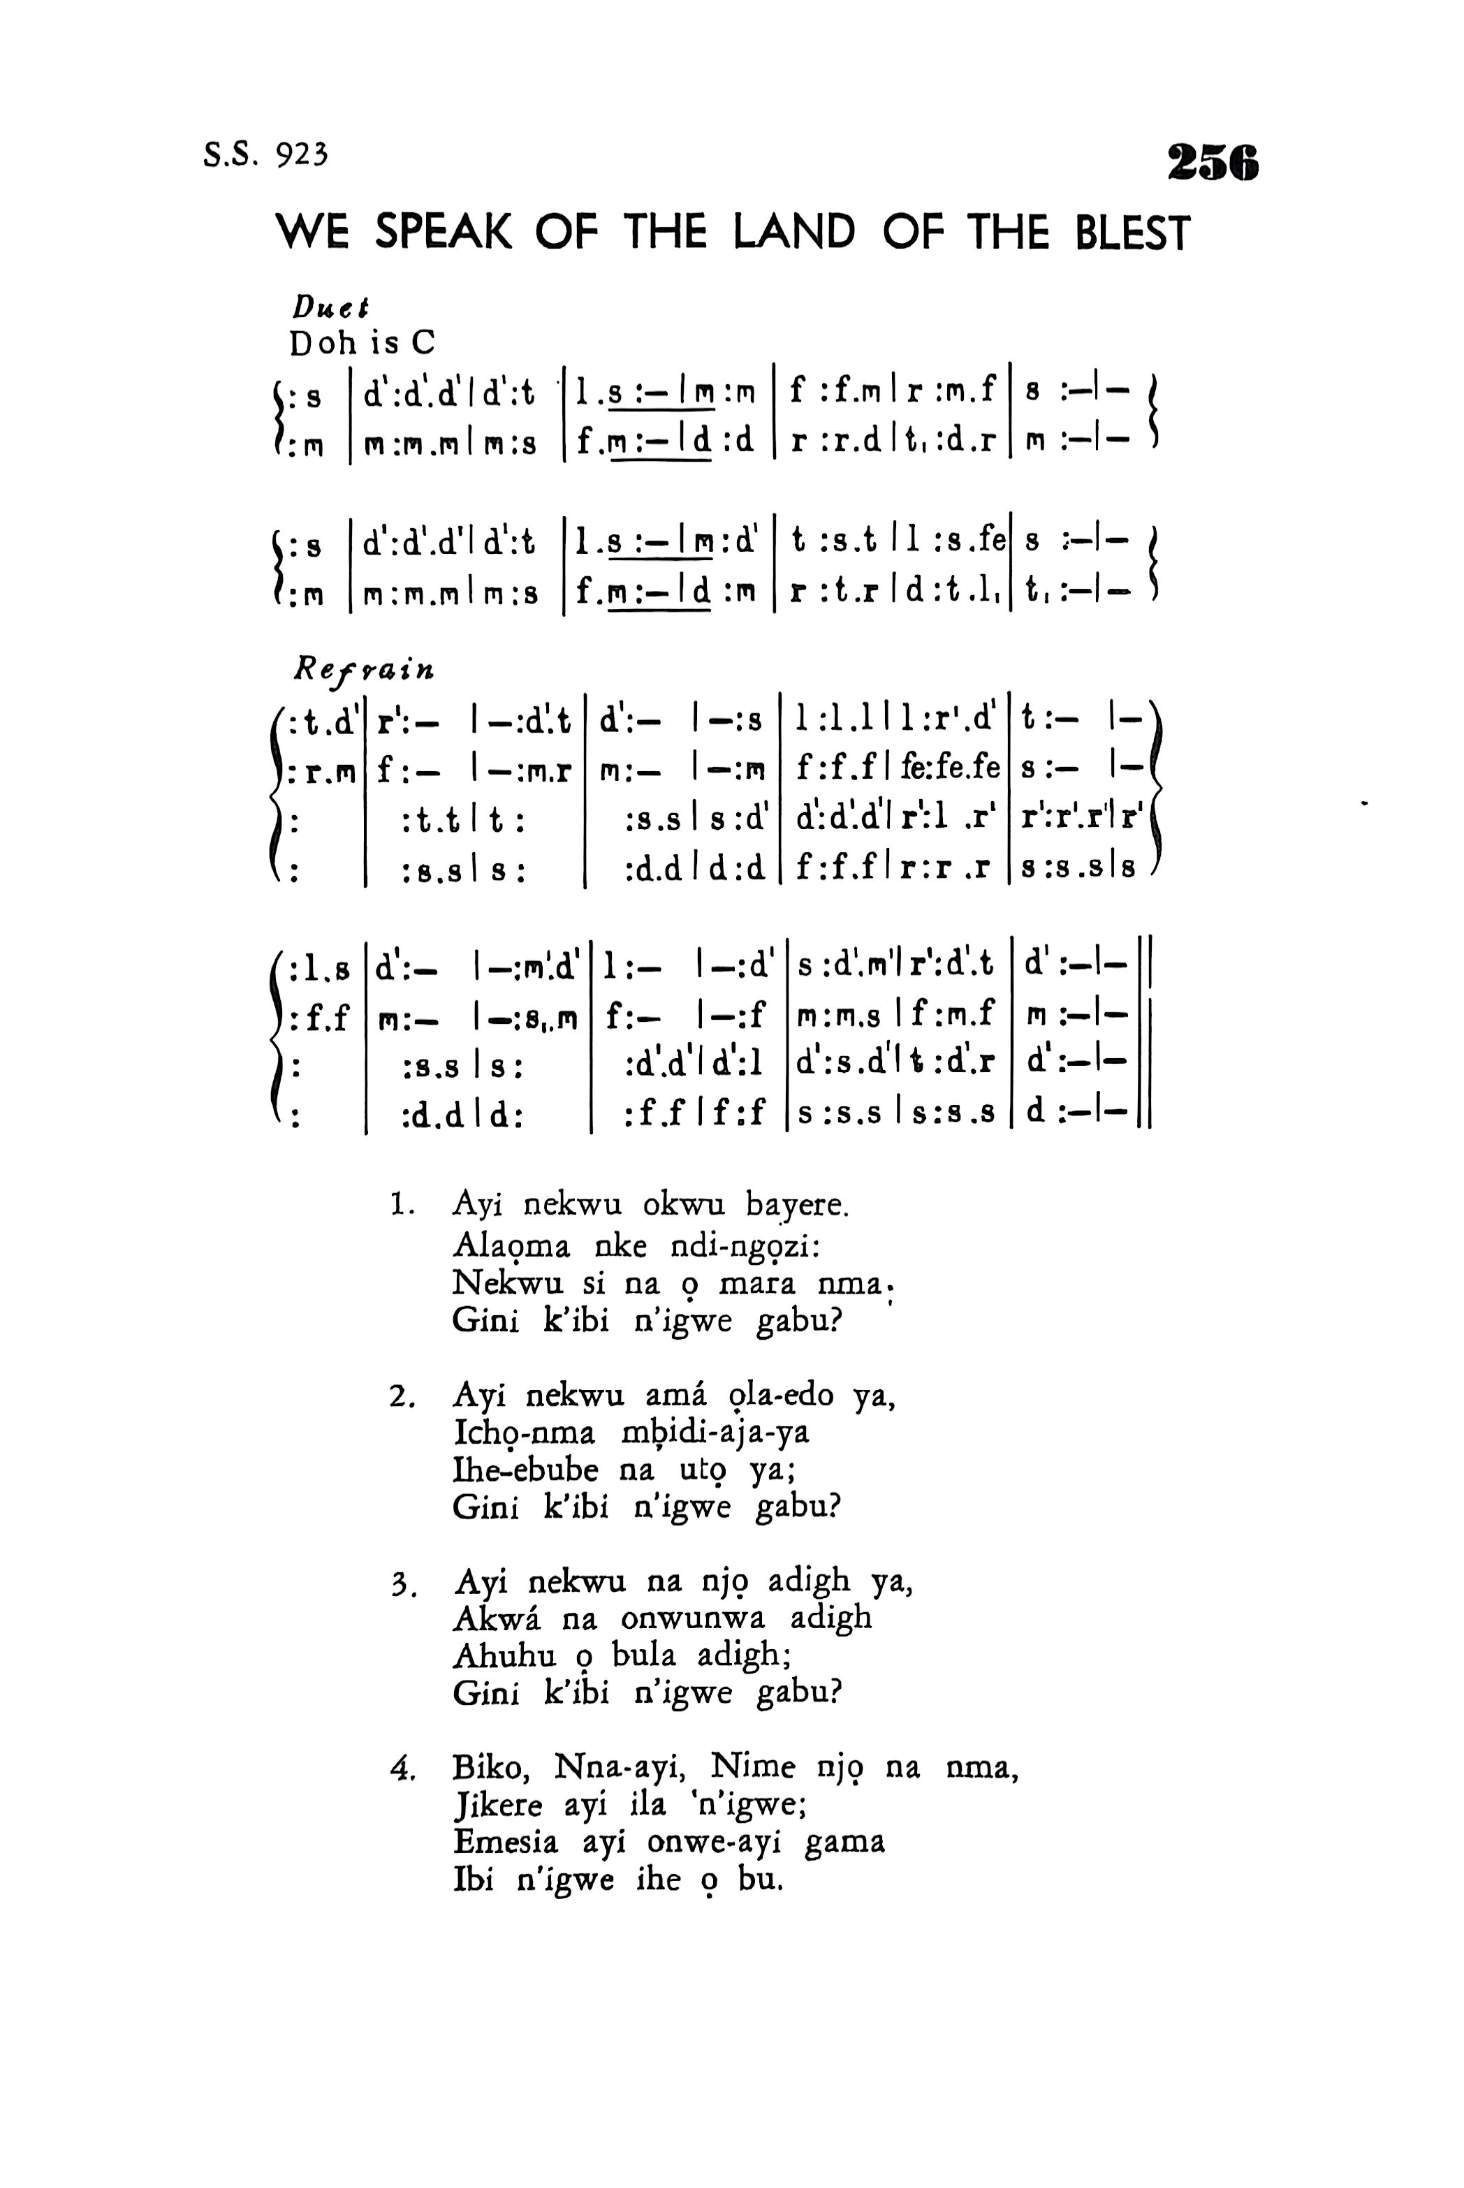 S.S. 923
256
WE SPEAK OF THE LAND OF THE BLEST
Duet
Doh is C
:s | d':d'.d' | d':t | l.s :– | m :m | f :f.m | r :m.f | s :–|–
:m | m :m.m | m :s | f.m :– | d :d | r :r.d | t, :d.r | m :–|–
:s | d':d'.d' | d':t | l.s :– | m :d' | t :s.t | l :s.fe | s :–|–
:m | m :m.m | m :s | f.m :– | d :m | r :t.r | d :t.l, | t, :–|–
Refrain
:t.d' | r':– | –:d'.t | d':– | –:s | l :l.l | l :r'.d' | t :– | –
:r.m | f :– | –:m.r | m:– | –:m | f :f.f | fe:fe.fe | s :– | –
: | :t.t | t : | :s.s | s :d' | d':d'.d' | r':l .r' | r':r'.r' | r'
: | :s.s | s : | :d.d | d :d | f :f.f | r :r .r | s :s.s | s
:l.s | d':– | –:m'.d' | l :– | –:d' | s :d'.m' | r':d'.t | d' :–|–
:f.f | m:– | –:s,.m | f:– | –:f | m :m.s | f :m.f | m :–|–
: | :s.s | s : | :d'.d' | d':l | d':s.d' | t :d'.r | d' :–|–
: | :d.d | d: | :f.f | f :f | s :s.s | s :s.s | d :–|–
1. Ayi nekwu okwu bayere.
Alaọma nke ndi-ngọzi:
Nekwu si na ọ mara nma;
Gini k'ibi n'igwe gabu?
2. Ayi nekwu amá ọla-edo ya,
Ichọ-nma mbidi-aja-ya
Ihe-ebube na utọ ya;
Gini k'ibi n'igwe gabu?
3. Ayi nekwu na njọ adigh ya,
Akwá na onwunwa adigh
Ahuhu ọ bula adigh;
Gini k'ibi n'igwe gabu?
4. Biko, Nna-ayi, Nime njọ na nma,
Jikere ayi ila 'n'igwe;
Emesia ayi onwe-ayi gama
Ibi n'igwe ihe ọ bu.